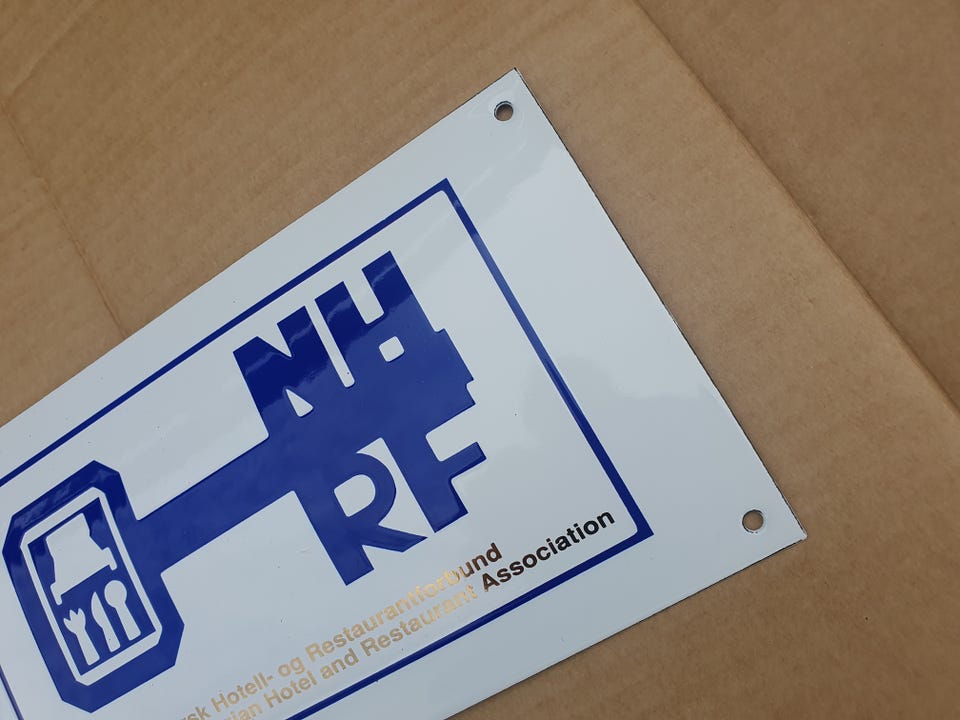 NH
RF
Hotell- og Restaurantforbund
Hotel and Restaurant Association